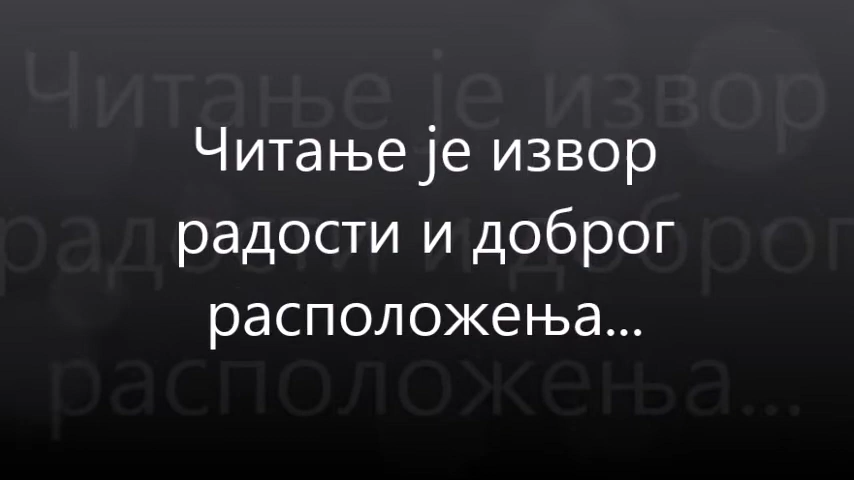 Читање је извор
радости и доброг
расположења...